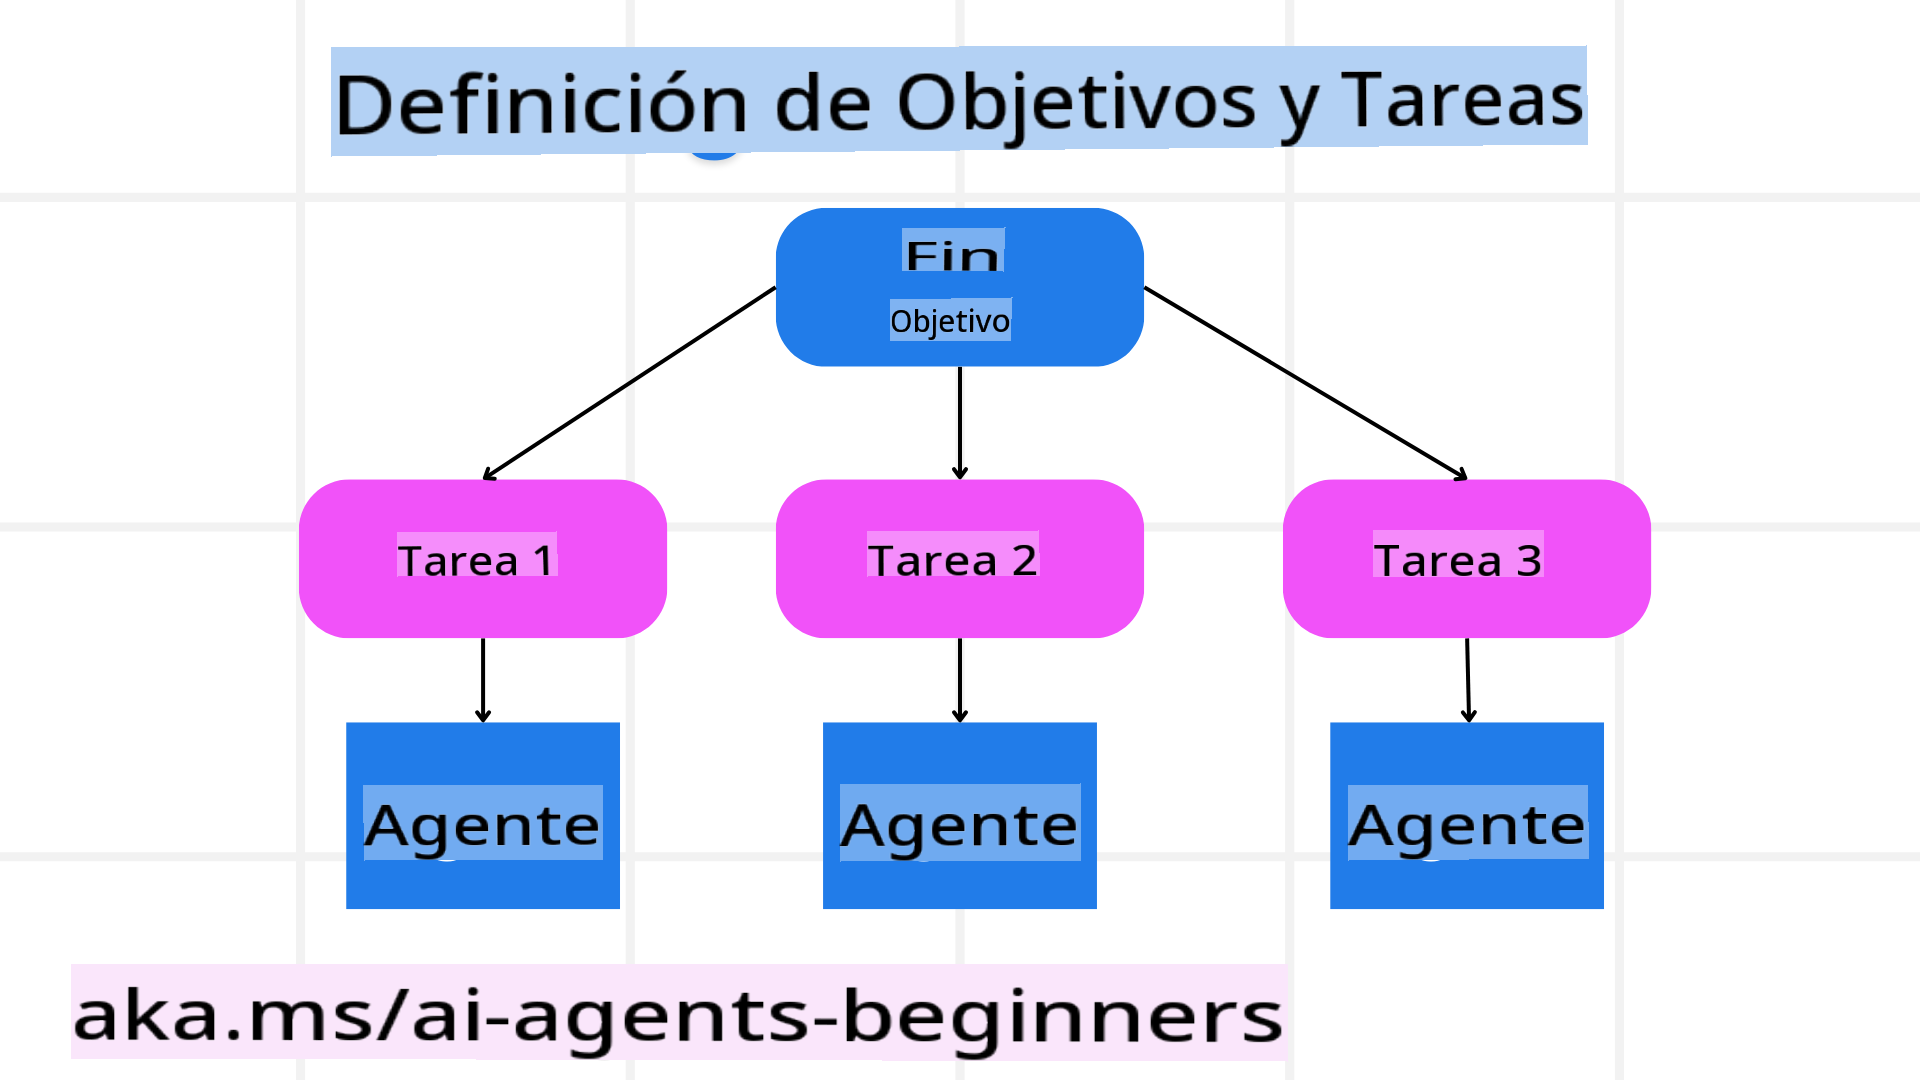 Definición de Objetivos y Tareas
Fin
Objetivo
Tarea 1
Tarea 2
Tarea 3
Agente
Agente
Agente
aka.ms/ai-agents-beginners